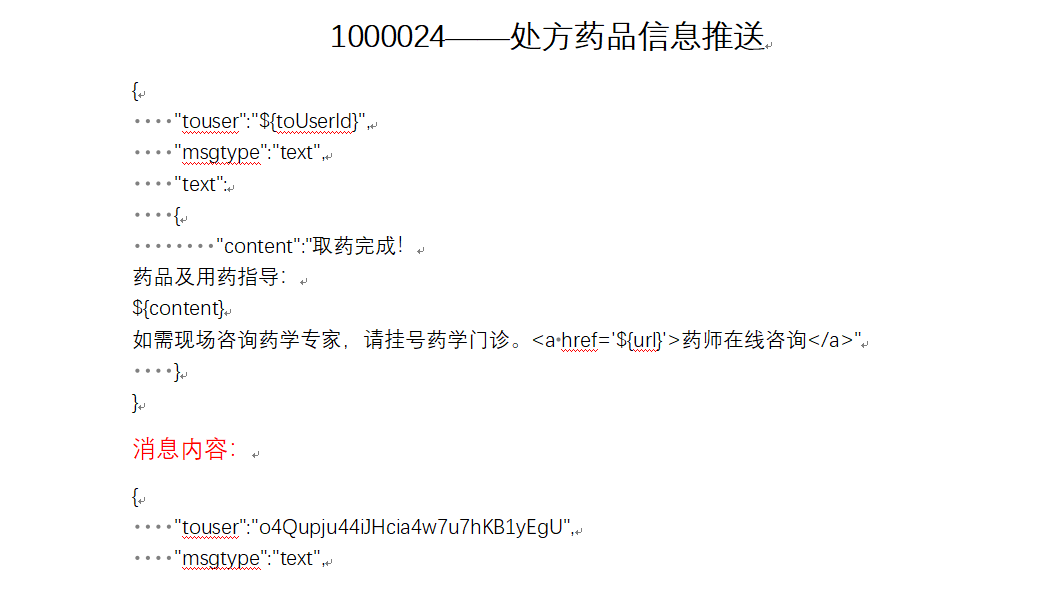 1000024——处方药品信息推送
{
    "touser":"${toUserId}",
    "msgtype":"text",
    "text":
    {
        "content":"取药完成！
药品及用药指导：
${content}
如需现场咨询药学专家，请挂号药学门诊。<a href='${url}'>药师在线咨询</a>"
    }
}
消息内容：
{
    "touser":"o4Qupju44iJHcia4w7u7hKB1yEgU",
    "msgtype":"text",